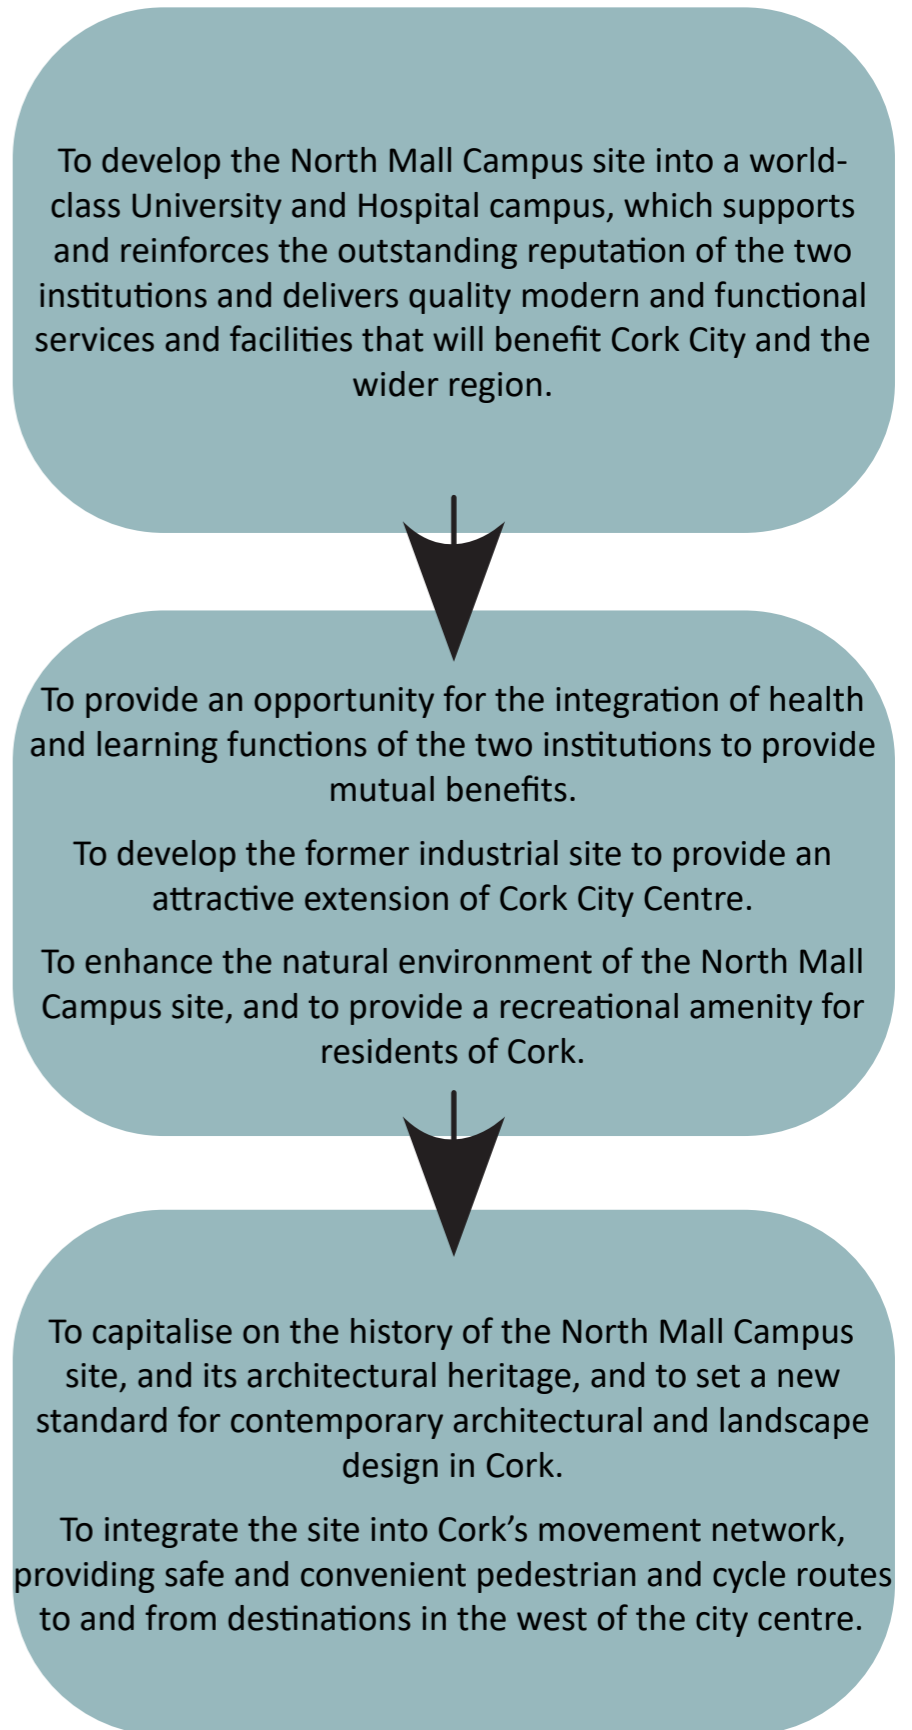 To develop the North Mall Campus site into a world-
class University and Hospital campus, which supports
and reinforces the outstanding reputation of the two
institutions and delivers quality modern and functional
services and facilities that will benefit Cork City and the
wider region.
To provide an opportunity for the integration of health
and learning functions of the two institutions to provide
mutual benefits.
To develop the former industrial site to provide an
attractive extension of Cork City Centre.
To enhance the natural environment of the North Mall
Campus site, and to provide a recreational amenity for
residents of Cork.
To capitalise on the history of the North Mall Campus
site, and its architectural heritage, and to set a new
standard for contemporary architectural and landscape
design in Cork.
To integrate the site into Cork’s movement network,
providing safe and convenient pedestrian and cycle routes
to and from destinations in the west of the city centre.